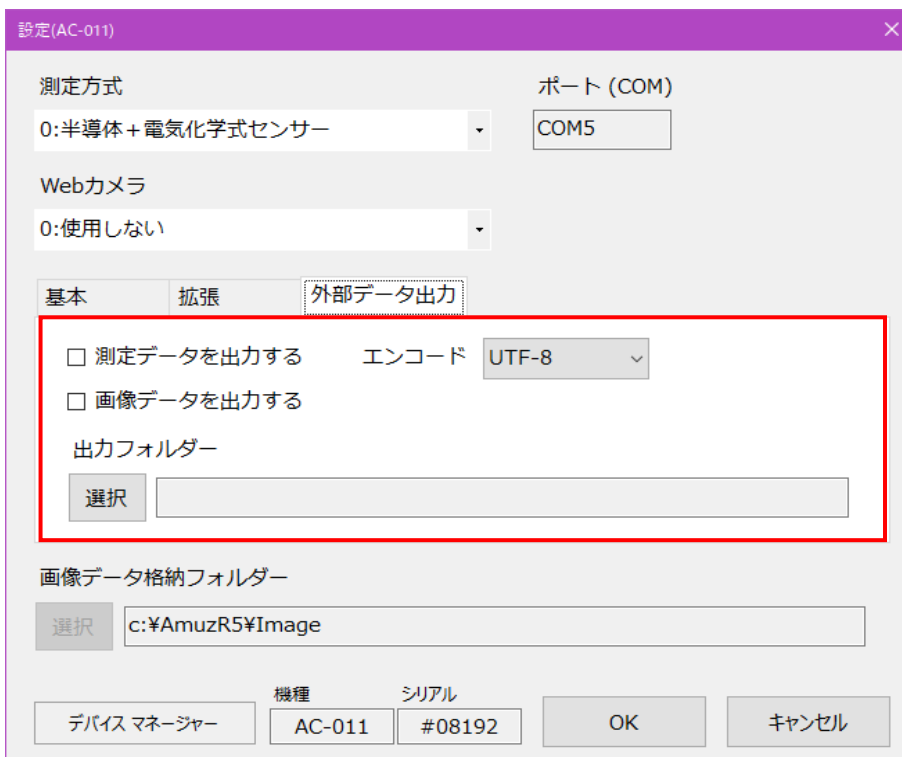 設定(AC-011)
測定方式 ポート (COM)
0:半導体+電気化学式センサー COM5
Webカメラ
0:使用しない
基本 拡張 外部データ出力
測定データを出力する エンコード UTF-8
画像データを出力する
出力フォルダー
選択
画像データ格納フォルダー
選択 c:¥AmuzR5¥Image
機種 シリアル
デバイス マネージャー AC-011 #08192 OK キャンセル